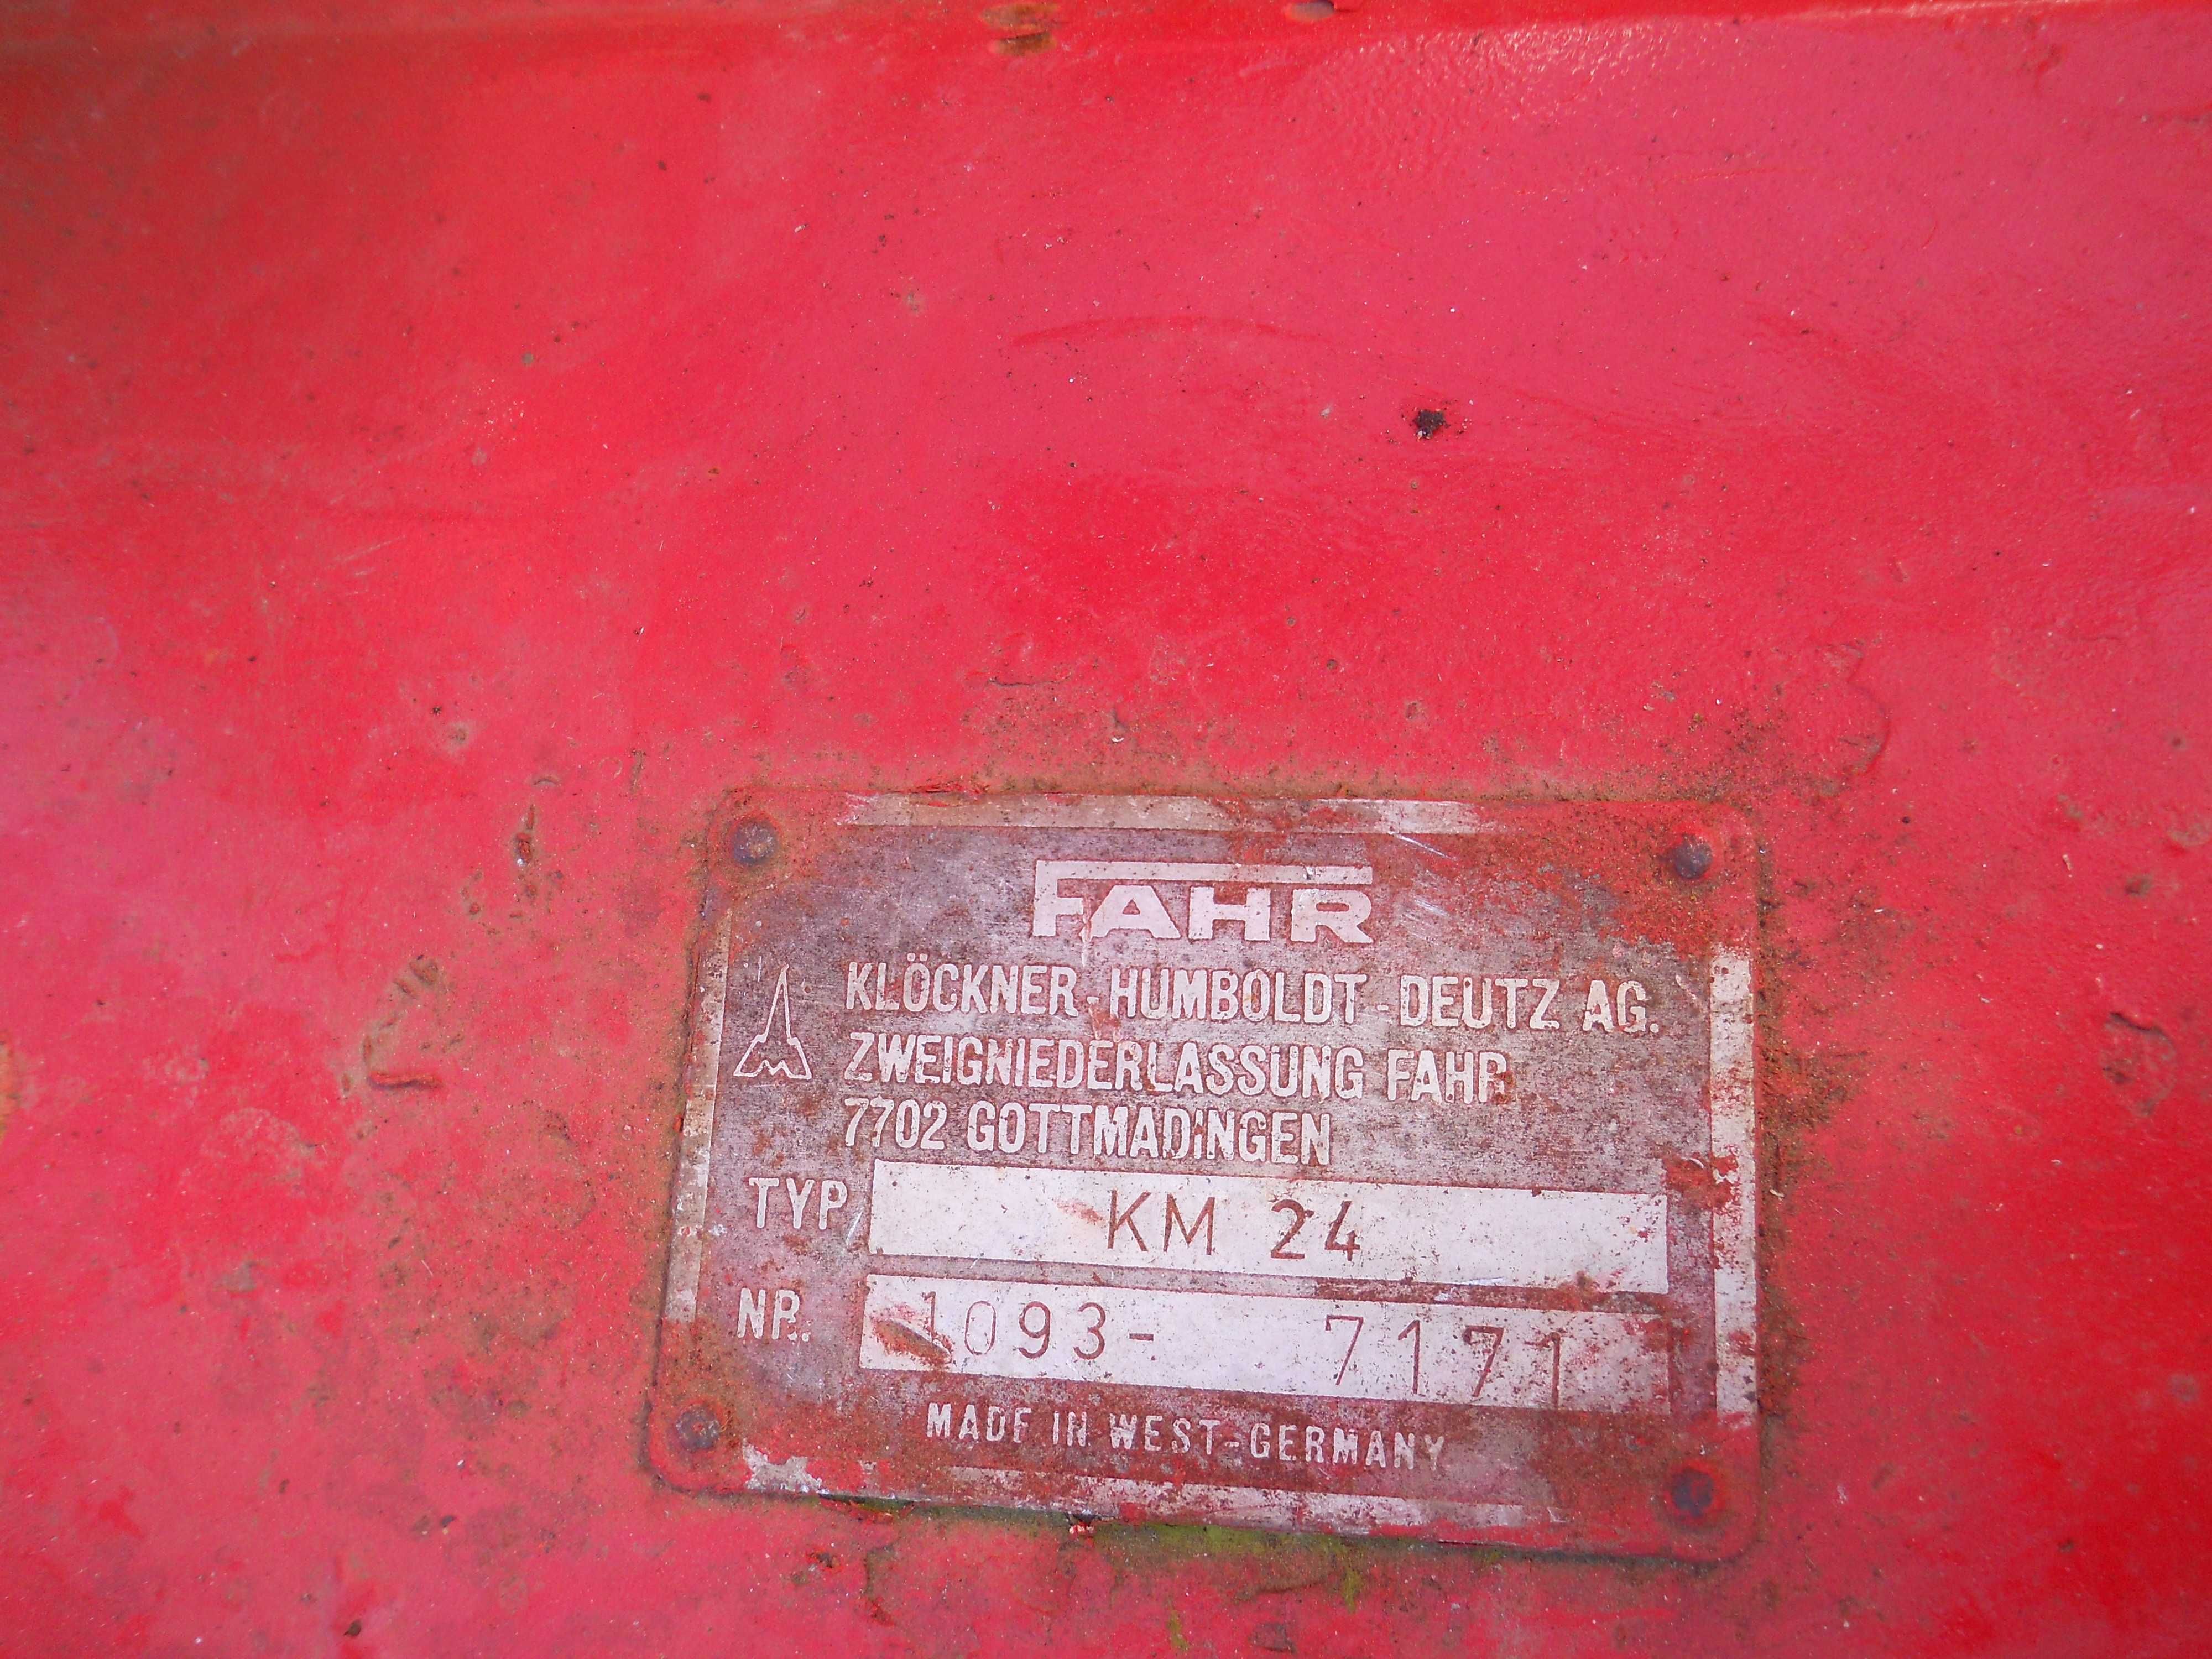 FAHR
KLÖCKNER-HUMBOLDT-DEUTZ AG.
ZWEIGNIEDERLASSUNG FAHR
7702 GOTTMADINGEN
TYP KM 24
NR. 1093- 7171
MADE IN WEST-GERMANY